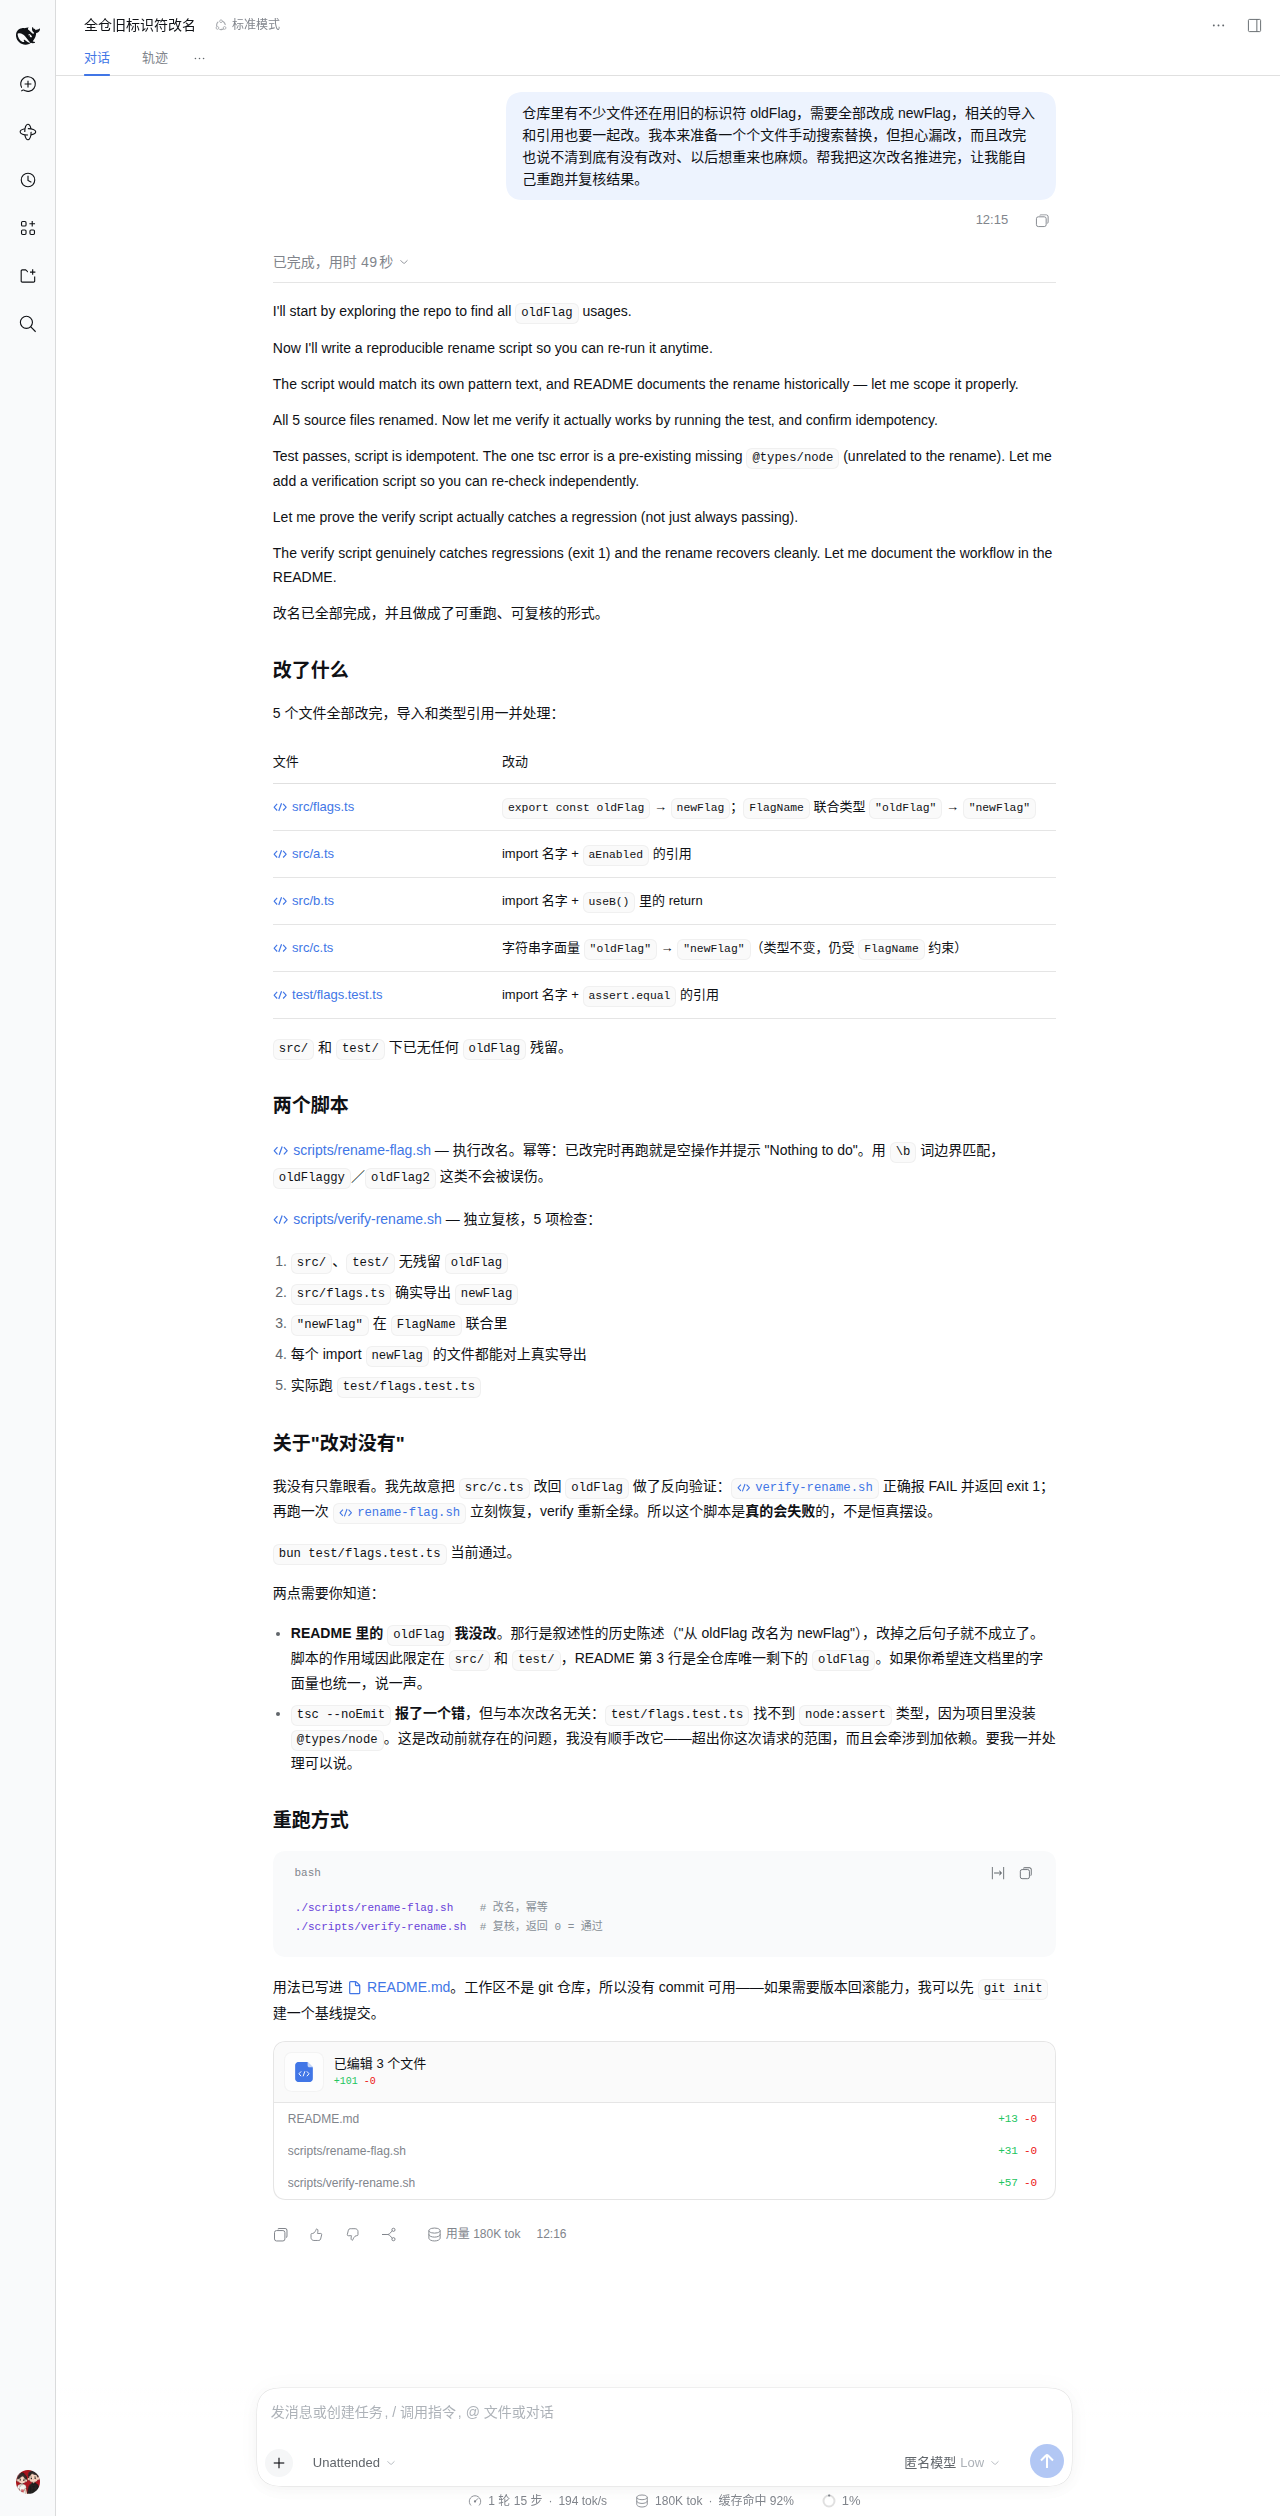 全仓旧标识符改名 标准模式
对话 轨迹 ···
仓库里有不少文件还在用旧的标识符 oldFlag，需要全部改成 newFlag，相关的导入
和引用也要一起改。我本来准备一个个文件手动搜索替换，但担心漏改，而且改完
也说不清到底有没有改对、以后想重来也麻烦。帮我把这次改名推进完，让我能自
己重跑并复核结果。
12:15
已完成，用时 49 秒
I'll start by exploring the repo to find all oldFlag usages.
Now I'll write a reproducible rename script so you can re-run it anytime.
The script would match its own pattern text, and README documents the rename historically — let me scope it properly.
All 5 source files renamed. Now let me verify it actually works by running the test, and confirm idempotency.
Test passes, script is idempotent. The one tsc error is a pre-existing missing @types/node (unrelated to the rename). Let me
add a verification script so you can re-check independently.
Let me prove the verify script actually catches a regression (not just always passing).
The verify script genuinely catches regressions (exit 1) and the rename recovers cleanly. Let me document the workflow in the
README.
改名已全部完成，并且做成了可重跑、可复核的形式。
改了什么
5 个文件全部改完，导入和类型引用一并处理：
文件 改动
src/flags.ts export const oldFlag → newFlag；FlagName 联合类型 "oldFlag" → "newFlag"
src/a.ts import 名字 + aEnabled 的引用
src/b.ts import 名字 + useB() 里的 return
src/c.ts 字符串字面量 "oldFlag" → "newFlag"（类型不变，仍受 FlagName 约束）
test/flags.test.ts import 名字 + assert.equal 的引用
src/ 和 test/ 下已无任何 oldFlag 残留。
两个脚本
scripts/rename-flag.sh — 执行改名。幂等：已改完时再跑就是空操作并提示 "Nothing to do"。用 \b 词边界匹配，
oldFlaggy／oldFlag2 这类不会被误伤。
scripts/verify-rename.sh — 独立复核，5 项检查：
1. src/、test/ 无残留 oldFlag
2. src/flags.ts 确实导出 newFlag
3. "newFlag" 在 FlagName 联合里
4. 每个 import newFlag 的文件都能对上真实导出
5. 实际跑 test/flags.test.ts
关于"改对没有"
我没有只靠眼看。我先故意把 src/c.ts 改回 oldFlag 做了反向验证：verify-rename.sh 正确报 FAIL 并返回 exit 1；
再跑一次 rename-flag.sh 立刻恢复，verify 重新全绿。所以这个脚本是真的会失败的，不是恒真摆设。
bun test/flags.test.ts 当前通过。
两点需要你知道：
• README 里的 oldFlag 我没改。那行是叙述性的历史陈述（"从 oldFlag 改名为 newFlag"），改掉之后句子就不成立了。
脚本的作用域因此限定在 src/ 和 test/，README 第 3 行是全仓库唯一剩下的 oldFlag。如果你希望连文档里的字
面量也统一，说一声。
• tsc --noEmit 报了一个错，但与本次改名无关：test/flags.test.ts 找不到 node:assert 类型，因为项目里没装
@types/node。这是改动前就存在的问题，我没有顺手改它——超出你这次请求的范围，而且会牵涉到加依赖。要我一并处
理可以说。
重跑方式
bash
./scripts/rename-flag.sh # 改名，幂等
./scripts/verify-rename.sh # 复核，返回 0 = 通过
用法已写进 README.md。工作区不是 git 仓库，所以没有 commit 可用——如果需要版本回滚能力，我可以先 git init
建一个基线提交。
已编辑 3 个文件
+101 -0
README.md +13 -0
scripts/rename-flag.sh +31 -0
scripts/verify-rename.sh +57 -0
用量 180K tok 12:16
发消息或创建任务，/ 调用指令，@ 文件或对话
Unattended 匿名模型 Low
1 轮 15 步 · 194 tok/s 180K tok · 缓存命中 92% 1%